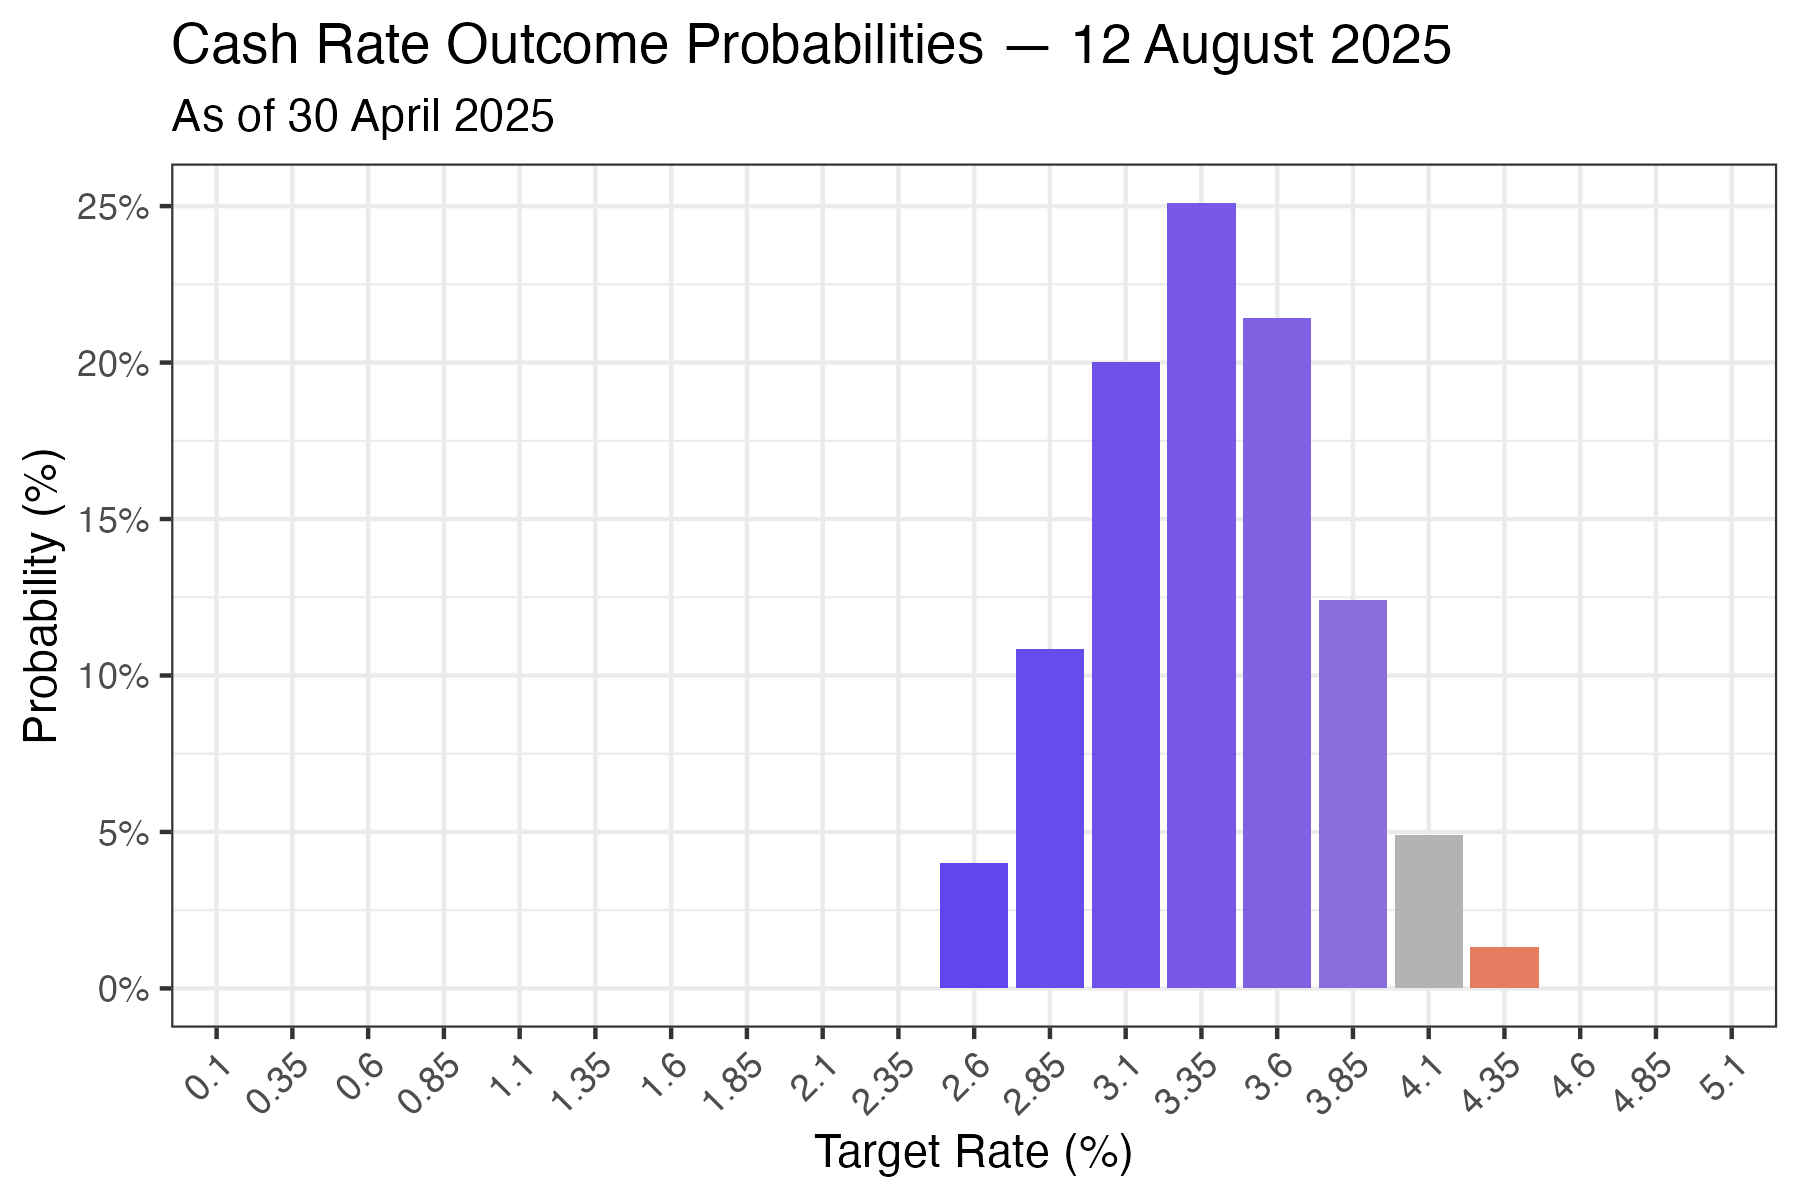 Cash Rate Outcome Probabilities — 12 August 2025
As of 30 April 2025
Probability (%)
25%
20%
15%
10%
5%
0%
0.1 0.35 0.6 0.85 1.1 1.35 1.6 1.85 2.1 2.35 2.6 2.85 3.1 3.35 3.6 3.85 4.1 4.35 4.6 4.85 5.1
Target Rate (%)